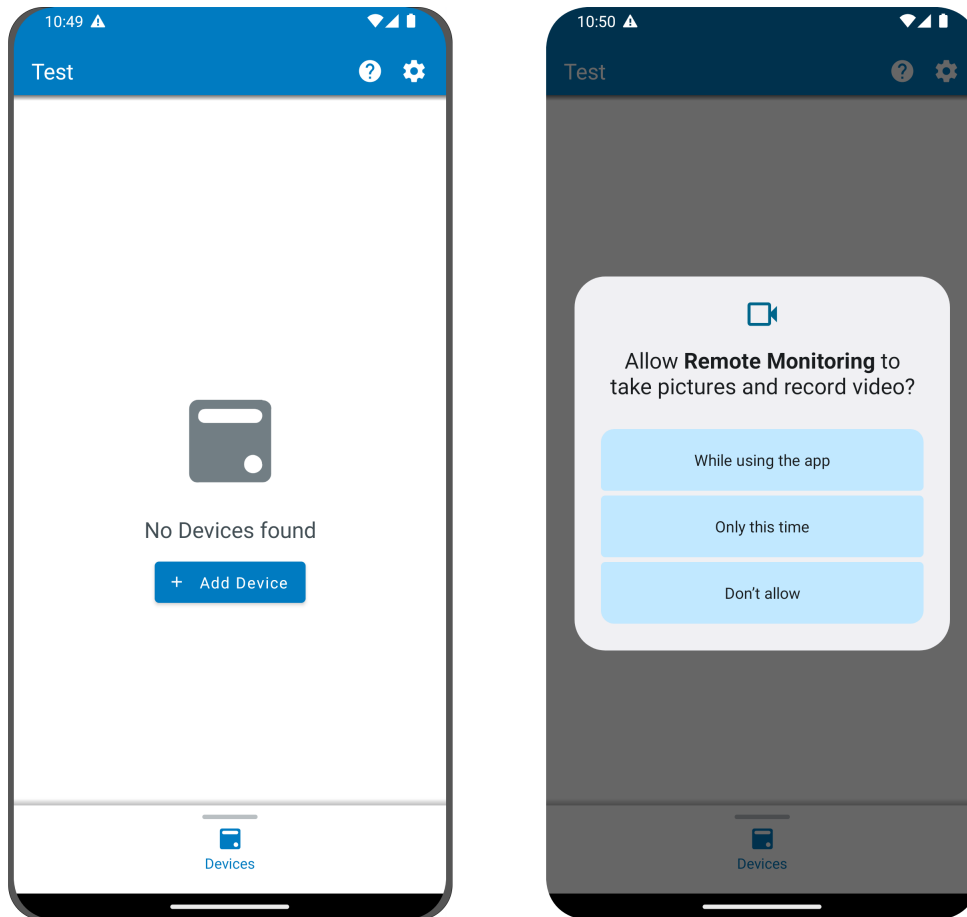 10:49
Test
No Devices found
+ Add Device
Devices
10:50
Test
Allow Remote Monitoring to
take pictures and record video?
While using the app
Only this time
Don’t allow
Devices